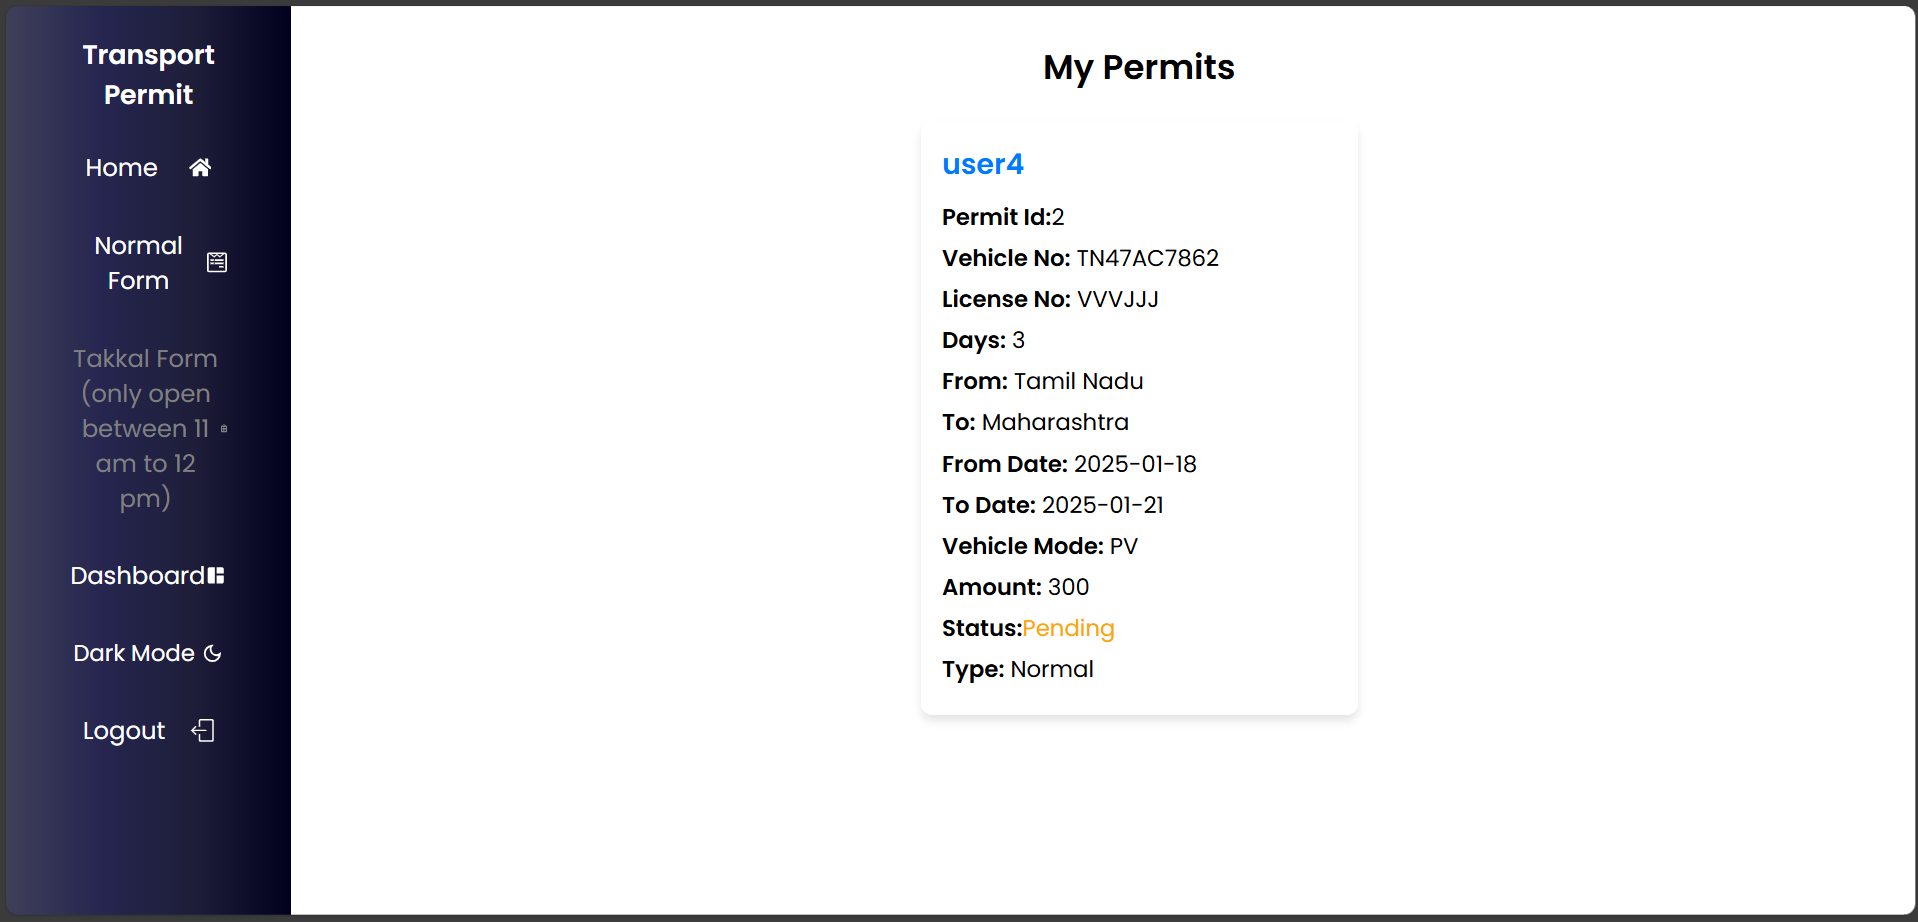 Transport
Permit
Home
Normal
Form
Takkal Form
(only open
between 11
am to 12
pm)
Dashboard
Dark Mode
Logout
My Permits
user4
Permit Id:2
Vehicle No: TN47AC7862
License No: VVVJJJ
Days: 3
From: Tamil Nadu
To: Maharashtra
From Date: 2025-01-18
To Date: 2025-01-21
Vehicle Mode: PV
Amount: 300
Status:Pending
Type: Normal